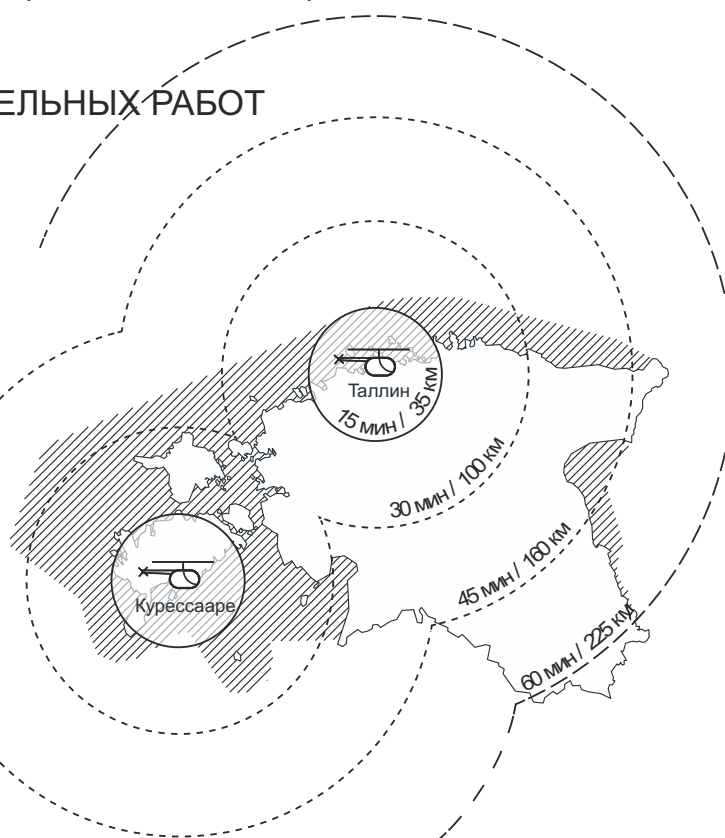 ЕЛЬНЫХ РАБОТ
Таллин
15 мин / 35 км
30 мин / 100 км
Курессааре
45 мин / 160 км
60 мин / 225 км